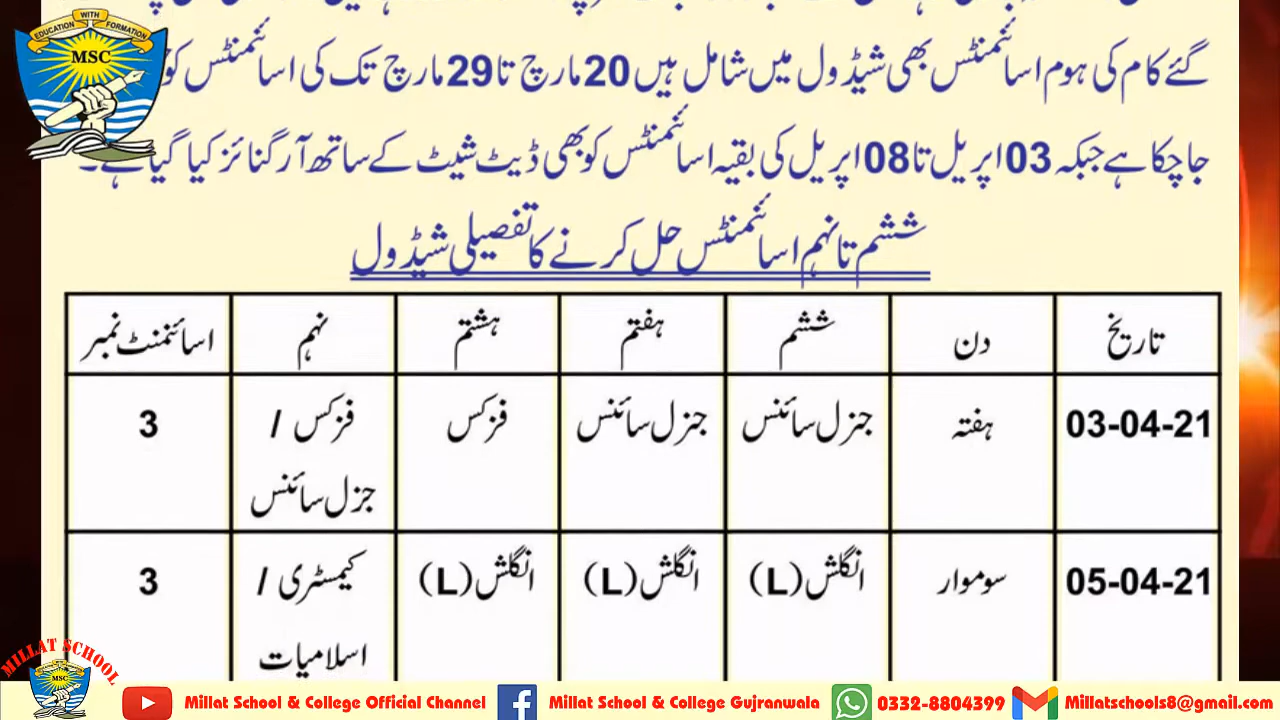 EDUCATION WITH FORMATION
MSC
گئے کام کی ہوم اسائنمنٹس بھی شیڈول میں شامل ہیں 20 مارچ تا 29 مارچ تک کی اسائنمنٹس کو
جا چکا ہے جبکہ 03 اپریل تا 08 اپریل کی بقیہ اسائنمنٹس کو بھی ڈیٹ شیٹ کے ساتھ آرگنائز کیا گیا ہے۔
ششم تا نہم اسائنمنٹس حل کرنے کا تفصیلی شیڈول
تاریخ دن ششم ہفتم ہشتم نہم اسائنمنٹ نمبر
03-04-21 ہفتہ جنرل سائنس جنرل سائنس فزکس فزکس / 3
جزل سائنس
05-04-21 سوموار انگلش (L) انگلش (L) انگلش (L) کیمسٹری / 3
اسلامیات
MILLAT SCHOOL
MSC
Millat School & College Official Channel Millat School & College Gujranwala 0332-8804399 Millatschools8@gmail.com